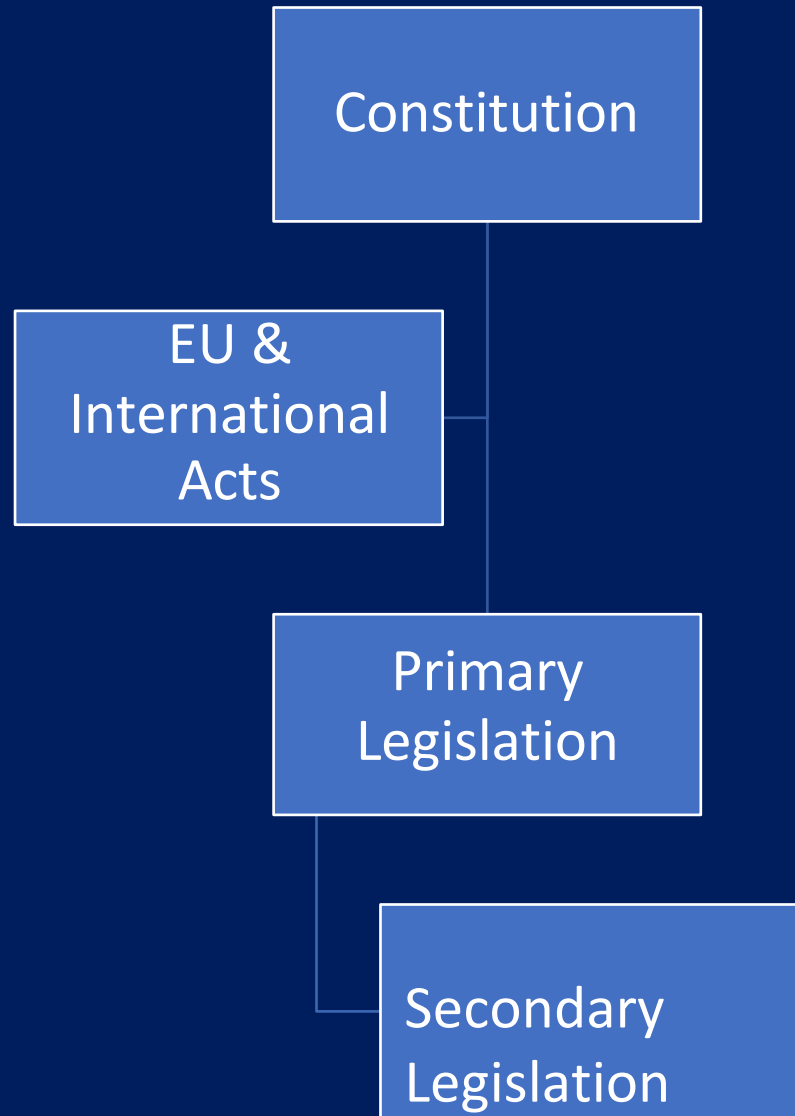 Constitution
EU &
International
Acts
Primary
Legislation
Secondary
Legislation